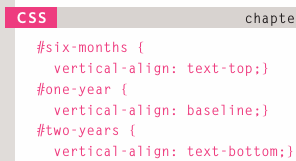 CSS chapte
#six-months {
  vertical-align: text-top;}
#one-year {
  vertical-align: baseline;}
#two-years {
  vertical-align: text-bottom;}